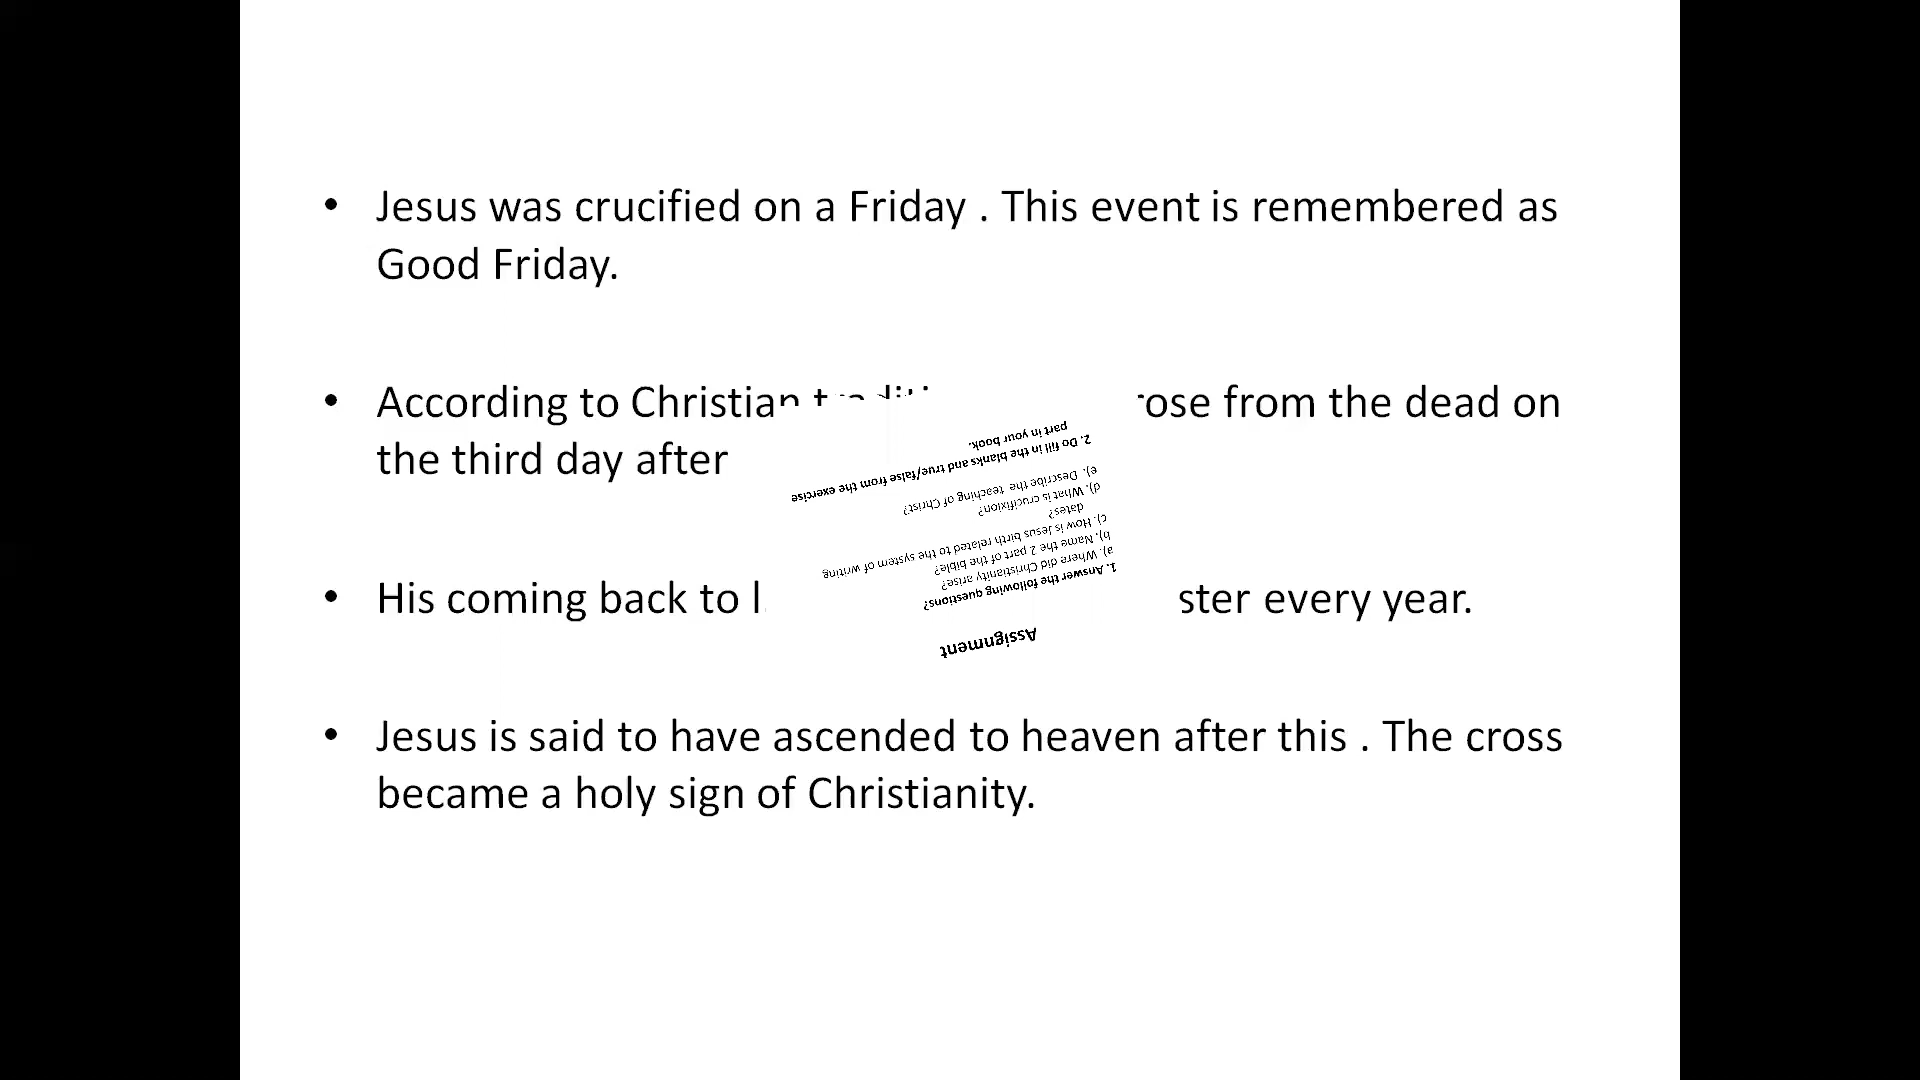 • Jesus was crucified on a Friday . This event is remembered as
Good Friday.
• According to Christian rose from the dead on
the third day after
• His coming back to ster every year.
• Jesus is said to have ascended to heaven after this . The cross
became a holy sign of Christianity.
Assignment
1. Answer the following questions?
a). Where did Christianity arise?
b). Name the 2 part of the bible?
c). How is Jesus birth related to the system of writing
dates?
d). What is crucifixion?
e). Describe the teaching of Christ?
2. Do fill in the blanks and true/false from the exercise
part in your book.